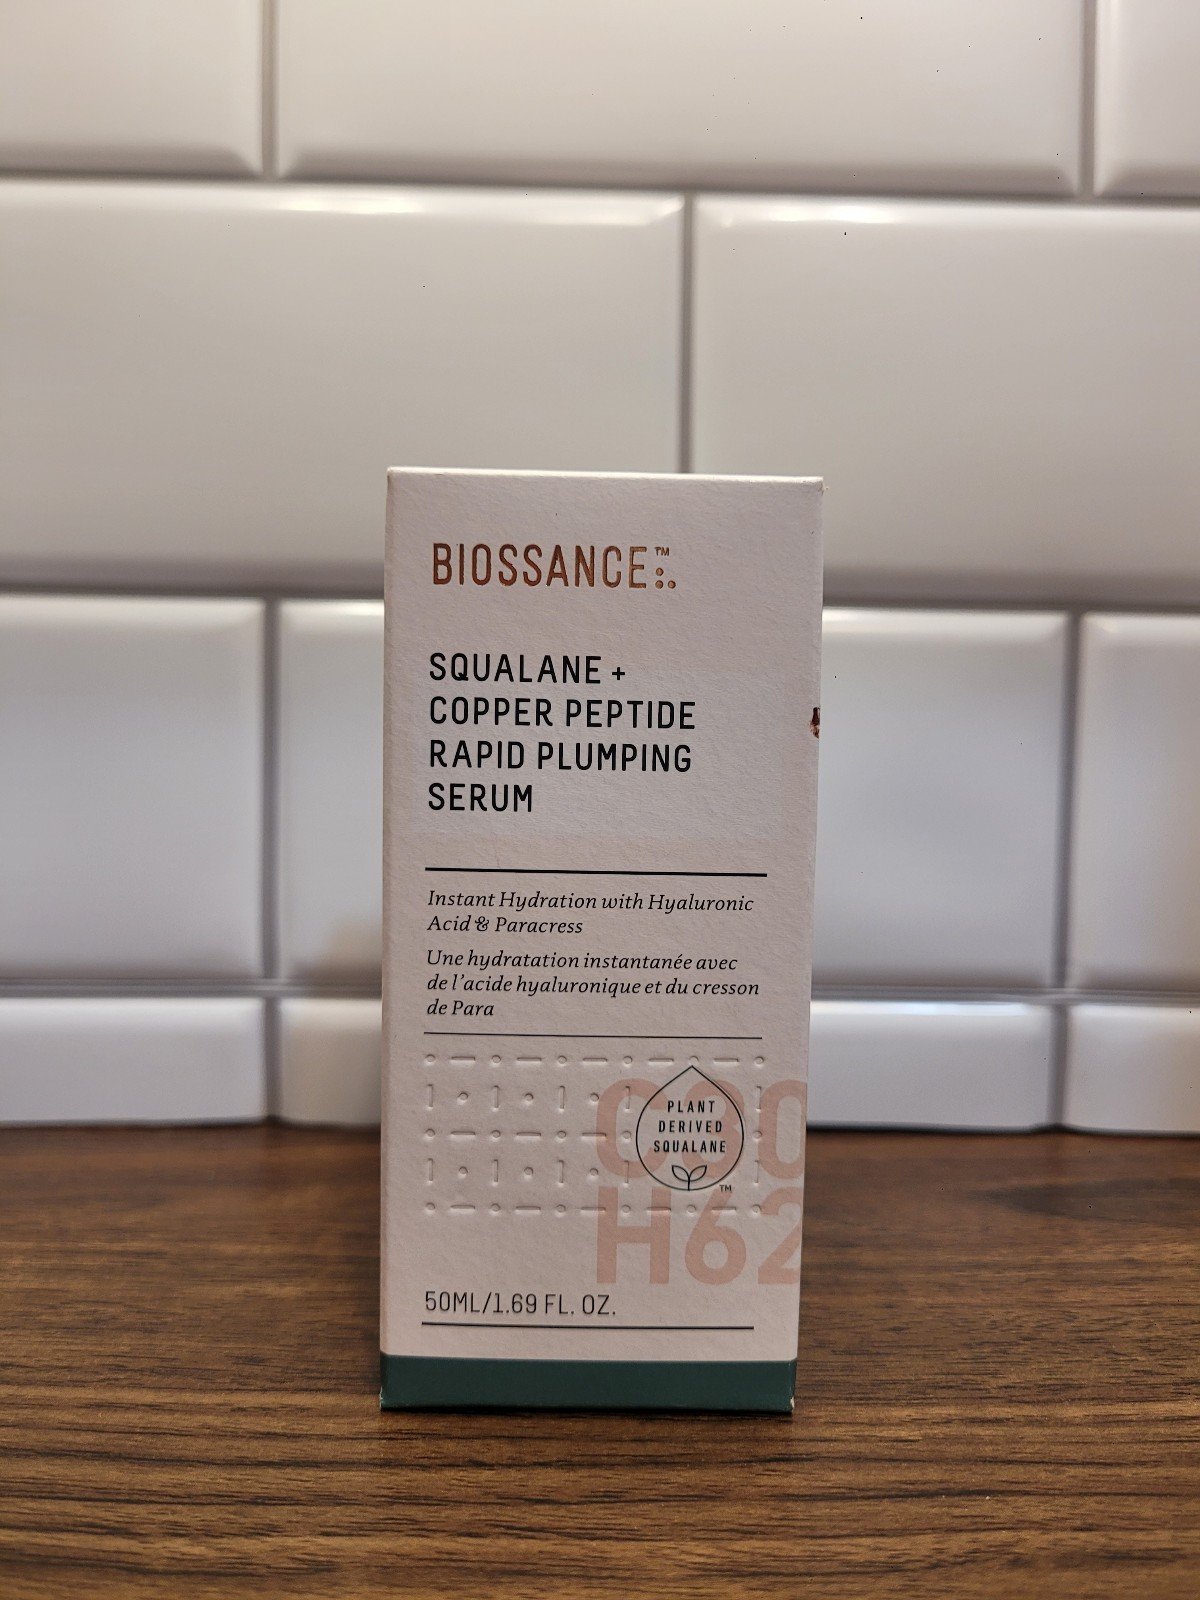 BIOSSANCE™
SQUALANE +
COPPER PEPTIDE
RAPID PLUMPING
SERUM
Instant Hydration with Hyaluronic
Acid & Paracress
Une hydratation instantanée avec
de l'acide hyaluronique et du cresson
de Para
C30
H62
PLANT
DERIVED
SQUALANE
™
50ML/1.69 FL. OZ.